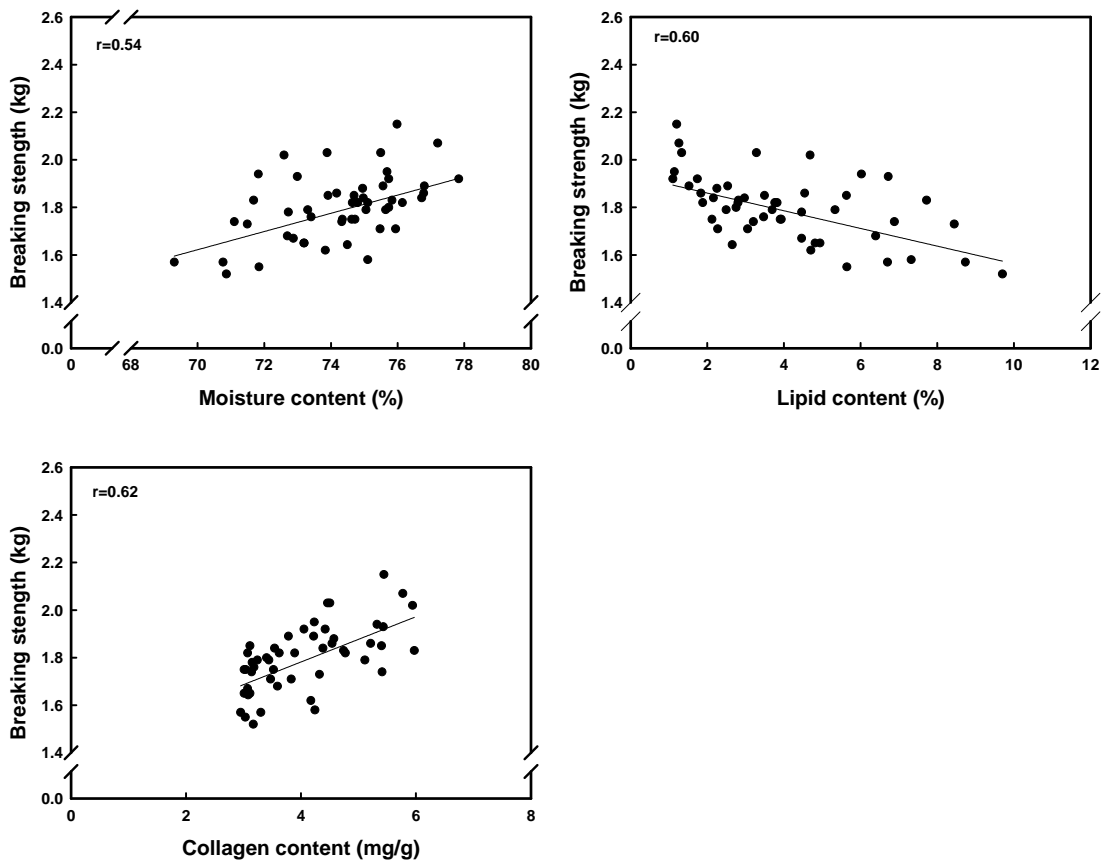 r=0.54
Breaking stength (kg)
2.6
2.4
2.2
2.0
1.8
1.6
1.4
0.0
0 68 70 72 74 76 78 80
Moisture content (%)
r=0.60
Breaking strength (kg)
2.6
2.4
2.2
2.0
1.8
1.6
1.4
0.0
0 2 4 6 8 10 12
Lipid content (%)
r=0.62
Breaking stength (kg)
2.6
2.4
2.2
2.0
1.8
1.6
1.4
0.0
0 2 4 6 8
Collagen content (mg/g)